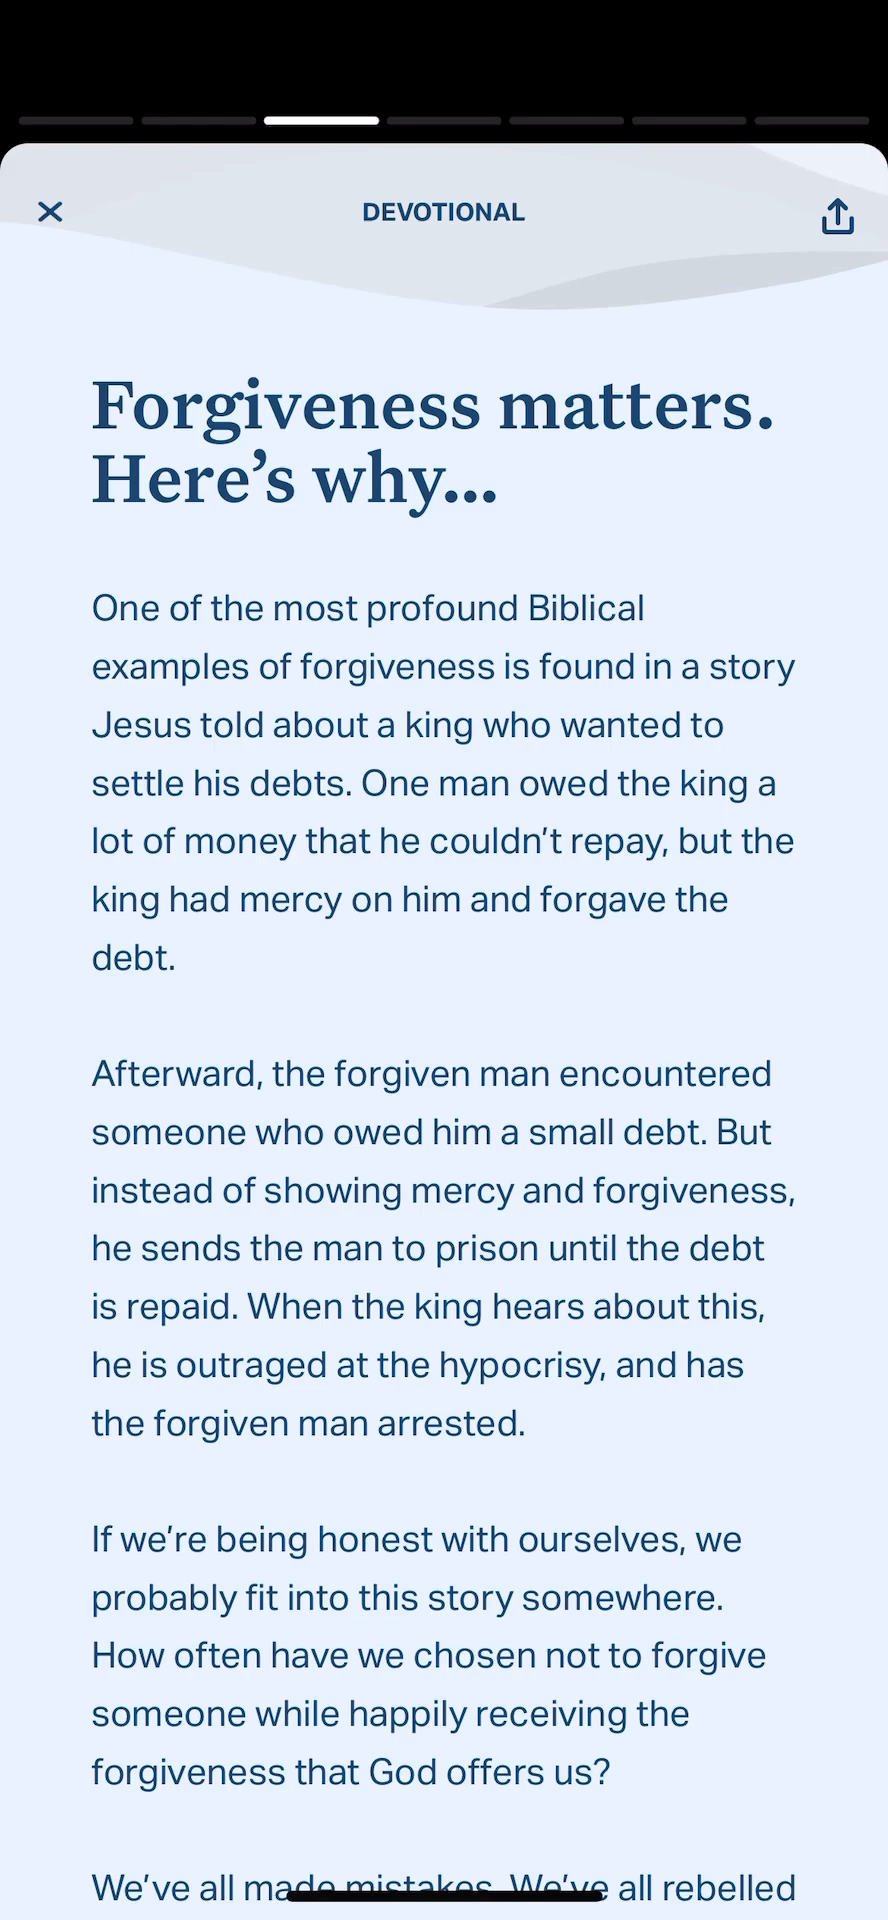 DEVOTIONAL
Forgiveness matters.
Here’s why...
One of the most profound Biblical
examples of forgiveness is found in a story
Jesus told about a king who wanted to
settle his debts. One man owed the king a
lot of money that he couldn’t repay, but the
king had mercy on him and forgave the
debt.
Afterward, the forgiven man encountered
someone who owed him a small debt. But
instead of showing mercy and forgiveness,
he sends the man to prison until the debt
is repaid. When the king hears about this,
he is outraged at the hypocrisy, and has
the forgiven man arrested.
If we’re being honest with ourselves, we
probably fit into this story somewhere.
How often have we chosen not to forgive
someone while happily receiving the
forgiveness that God offers us?
We’ve all made mistakes. We’ve all rebelled